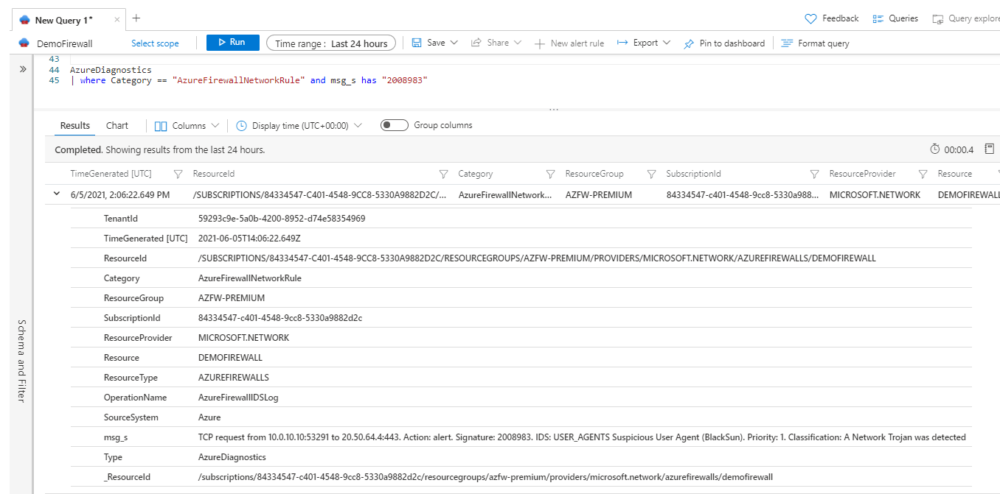 New Query 1*
Feedback Queries Query explore
DemoFirewall Select scope Run Time range : Last 24 hours Save Share New alert rule Export Pin to dashboard Format query
43
44 AzureDiagnostics
45 | where Category == "AzureFirewallNetworkRule" and msg_s has "2008983"
Results Chart Columns Display time (UTC+00:00) Group columns
Completed. Showing results from the last 24 hours. 00:00.4
TimeGenerated [UTC] ResourceId Category ResourceGroup SubscriptionId ResourceProvider Resource
6/5/2021, 2:06:22.649 PM /SUBSCRIPTIONS/84334547-C401-4548-9CC8-5330A9882D2C/... AzureFirewallNetwork... AZFW-PREMIUM 84334547-c401-4548-9cc8-5330a988... MICROSOFT.NETWORK DEMOFIREWALL
TenantId 59293c9e-5a0b-4200-8952-d74e58354969
TimeGenerated [UTC] 2021-06-05T14:06:22.649Z
ResourceId /SUBSCRIPTIONS/84334547-C401-4548-9CC8-5330A9882D2C/RESOURCEGROUPS/AZFW-PREMIUM/PROVIDERS/MICROSOFT.NETWORK/AZUREFIREWALLS/DEMOFIREWALL
Category AzureFirewallNetworkRule
ResourceGroup AZFW-PREMIUM
SubscriptionId 84334547-c401-4548-9cc8-5330a9882d2c
ResourceProvider MICROSOFT.NETWORK
Resource DEMOFIREWALL
ResourceType AZUREFIREWALLS
OperationName AzureFirewallIDSLog
SourceSystem Azure
msg_s TCP request from 10.0.10.10:53291 to 20.50.64.4:443. Action: alert. Signature: 2008983. IDS: USER_AGENTS Suspicious User Agent (BlackSun). Priority: 1. Classification: A Network Trojan was detected
Type AzureDiagnostics
_ResourceId /subscriptions/84334547-c401-4548-9cc8-5330a9882d2c/resourcegroups/azfw-premium/providers/microsoft.network/azurefirewalls/demofirewall
Schema and Filter